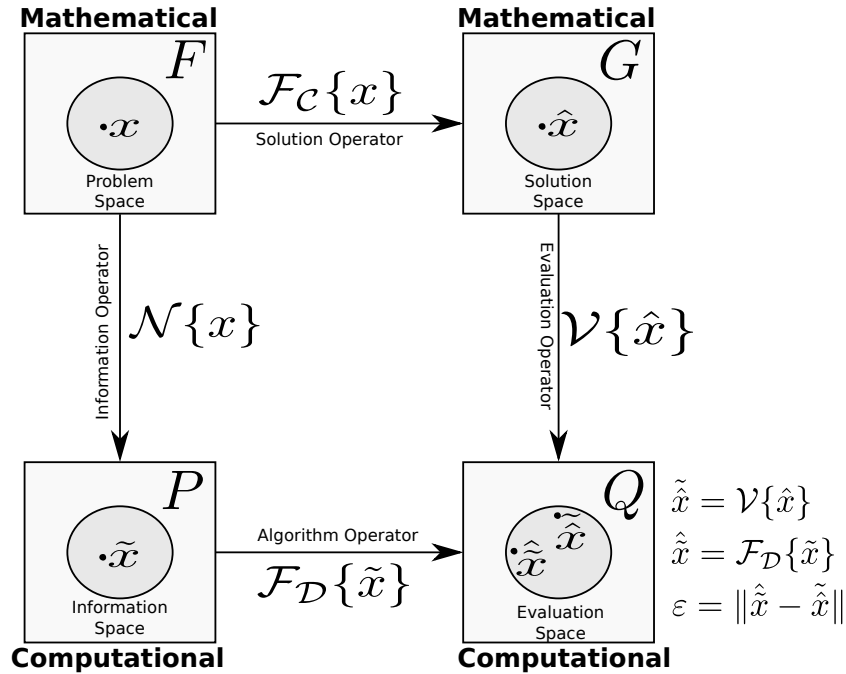 Mathematical
Mathematical
F
G
·x
·x̂
Problem
Space
ℱ_𝒞{x}
Solution Operator
Solution
Space
Information Operator
𝒩{x}
Evaluation Operator
𝒱{x̂}
P
Q
·x̃
·x̂̃
·x̃̂
Information
Space
Algorithm Operator
ℱ_𝒟{x̃}
Evaluation
Space
x̂̃ = 𝒱{x̂}
x̃̂ = ℱ_𝒟{x̃}
ε = ‖x̃̂ − x̂̃‖
Computational
Computational